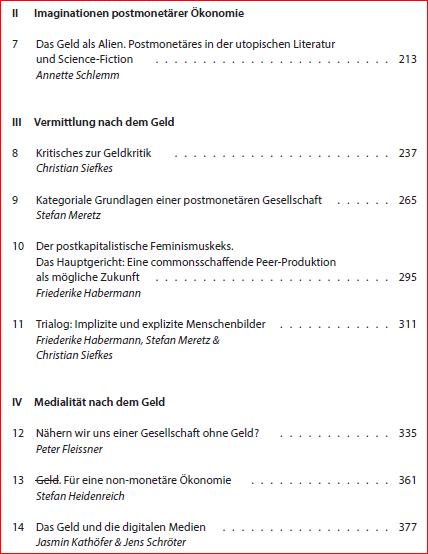 II Imaginationen postmonetärer Ökonomie
7 Das Geld als Alien. Postmonetäres in der utopischen Literatur
und Science-Fiction . . . . . . . . . . . . . . . . . . . . . . . . . 213
Annette Schlemm
III Vermittlung nach dem Geld
8 Kritisches zur Geldkritik . . . . . . . . . . . . . . . . . . . . . . . 237
Christian Siefkes
9 Kategoriale Grundlagen einer postmonetären Gesellschaft . . . . . . 265
Stefan Meretz
10 Der postkapitalistische Feminismuskeks.
Das Hauptgericht: Eine commonsschaffende Peer-Produktion
als mögliche Zukunft . . . . . . . . . . . . . . . . . . . . . . . . . 295
Friederike Habermann
11 Trialog: Implizite und explizite Menschenbilder . . . . . . . . . . . . 311
Friederike Habermann, Stefan Meretz &
Christian Siefkes
IV Medialität nach dem Geld
12 Nähern wir uns einer Gesellschaft ohne Geld? . . . . . . . . . . . . 335
Peter Fleissner
13 Geld. Für eine non-monetäre Ökonomie . . . . . . . . . . . . . . . 361
Stefan Heidenreich
14 Das Geld und die digitalen Medien . . . . . . . . . . . . . . . . . . 377
Jasmin Kathöfer & Jens Schröter